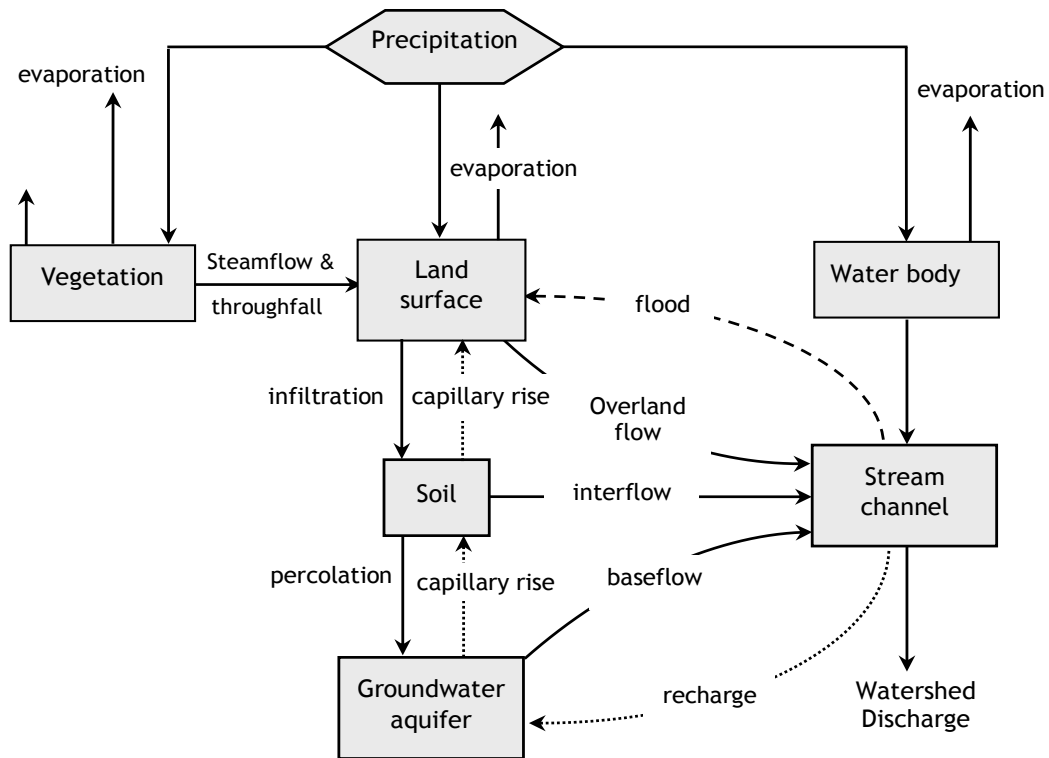 Precipitation
evaporation
evaporation
evaporation
Vegetation
Steamflow &
throughfall
Land
surface
Water body
flood
infiltration
capillary rise
Overland
flow
Soil
interflow
Stream
channel
percolation
capillary rise
baseflow
Groundwater
aquifer
recharge
Watershed
Discharge